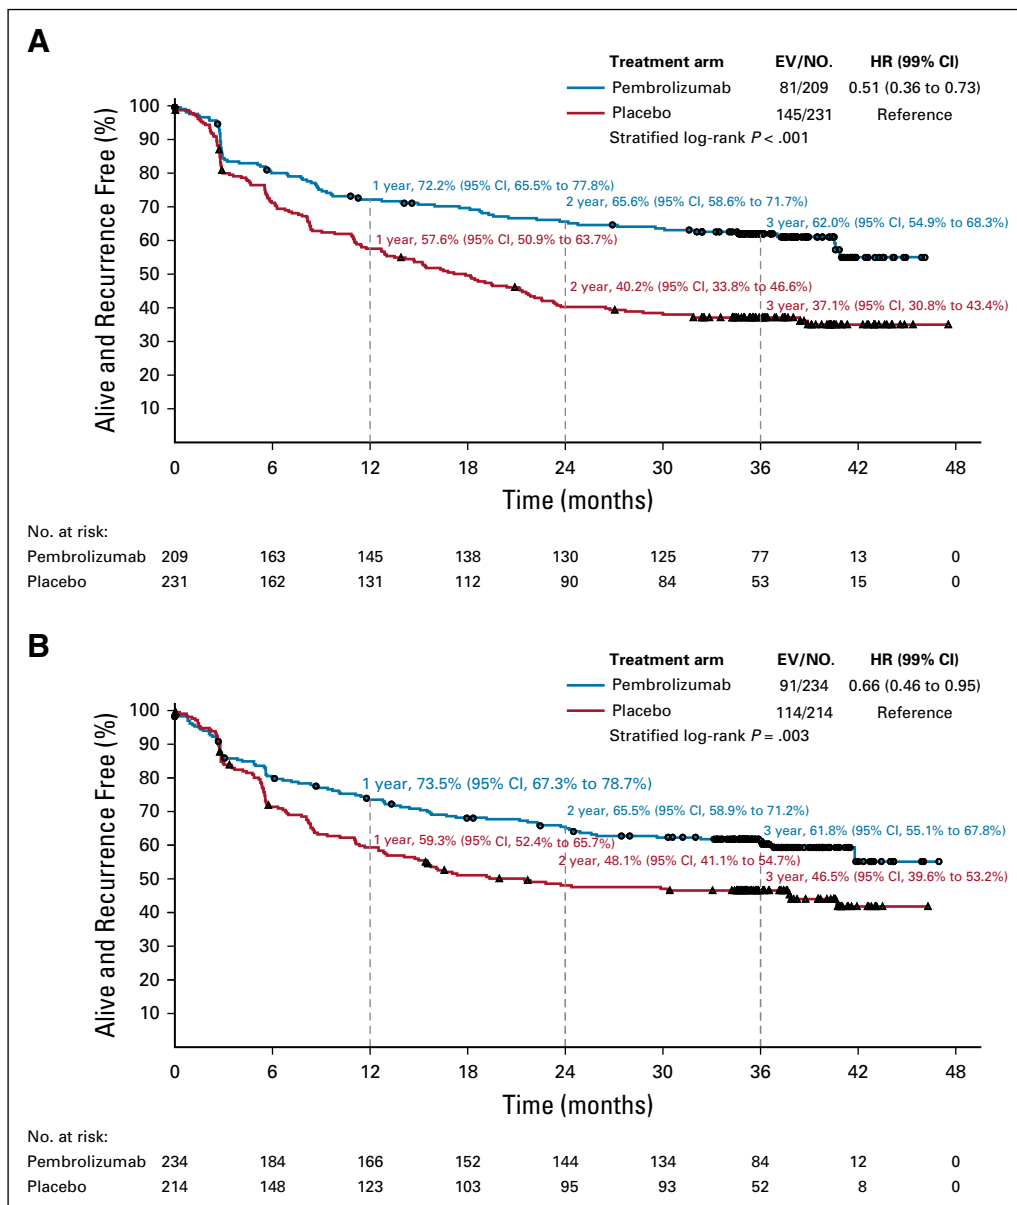 A
Treatment arm EV/NO. HR (99% CI)
Pembrolizumab 81/209 0.51 (0.36 to 0.73)
Placebo 145/231 Reference
Stratified log-rank P < .001
Alive and Recurrence Free (%)
100
90
80
70
60
50
40
30
20
10
1 year, 72.2% (95% CI, 65.5% to 77.8%)
2 year, 65.6% (95% CI, 58.6% to 71.7%)
3 year, 62.0% (95% CI, 54.9% to 68.3%)
1 year, 57.6% (95% CI, 50.9% to 63.7%)
2 year, 40.2% (95% CI, 33.8% to 46.6%)
3 year, 37.1% (95% CI, 30.8% to 43.4%)
0 6 12 18 24 30 36 42 48
Time (months)
No. at risk:
Pembrolizumab 209 163 145 138 130 125 77 13 0
Placebo 231 162 131 112 90 84 53 15 0
B
Treatment arm EV/NO. HR (99% CI)
Pembrolizumab 91/234 0.66 (0.46 to 0.95)
Placebo 114/214 Reference
Stratified log-rank P = .003
Alive and Recurrence Free (%)
100
90
80
70
60
50
40
30
20
10
1 year, 73.5% (95% CI, 67.3% to 78.7%)
2 year, 65.5% (95% CI, 58.9% to 71.2%)
3 year, 61.8% (95% CI, 55.1% to 67.8%)
1 year, 59.3% (95% CI, 52.4% to 65.7%)
2 year, 48.1% (95% CI, 41.1% to 54.7%)
3 year, 46.5% (95% CI, 39.6% to 53.2%)
0 6 12 18 24 30 36 42 48
Time (months)
No. at risk:
Pembrolizumab 234 184 166 152 144 134 84 12 0
Placebo 214 148 123 103 95 93 52 8 0